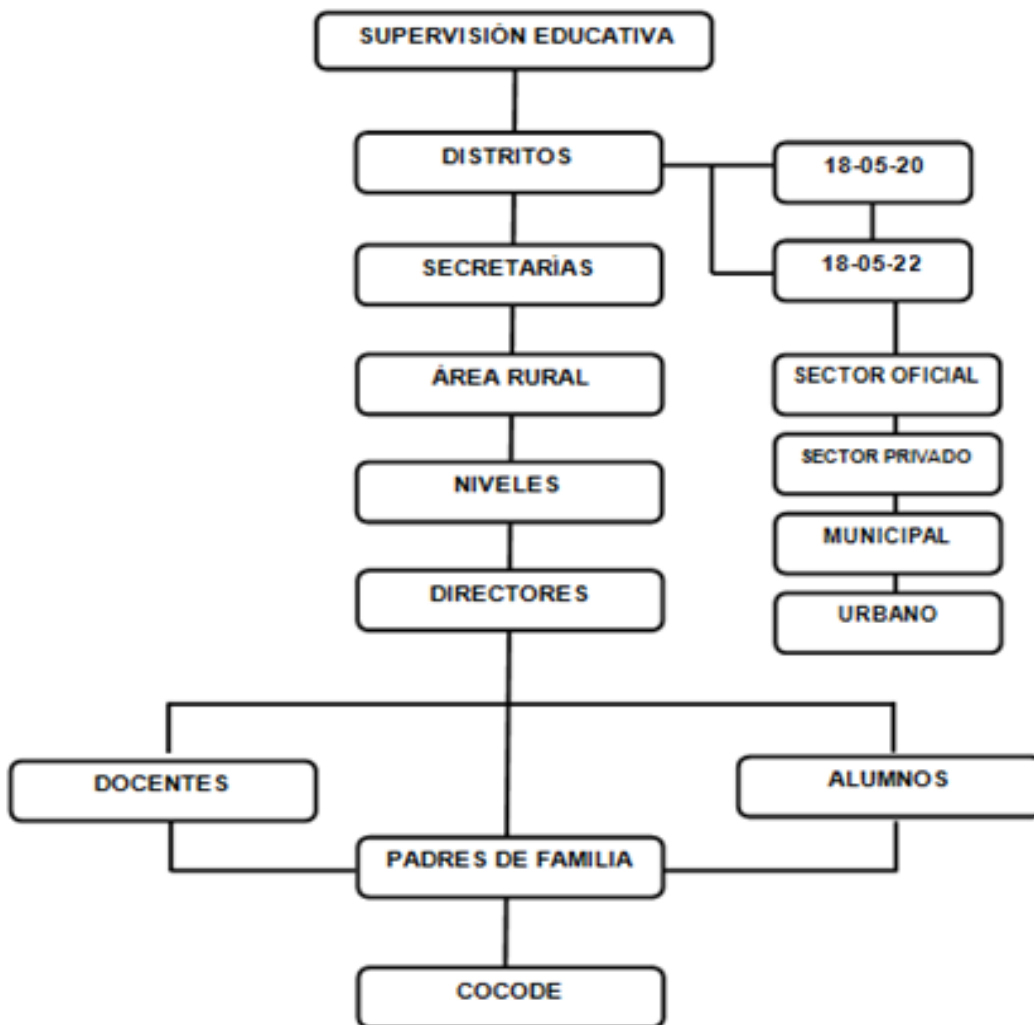 SUPERVISIÓN EDUCATIVA
DISTRITOS
18-05-20
SECRETARÍAS
18-05-22
ÁREA RURAL
SECTOR OFICIAL
SECTOR PRIVADO
NIVELES
MUNICIPAL
DIRECTORES
URBANO
DOCENTES
ALUMNOS
PADRES DE FAMILIA
COCODE